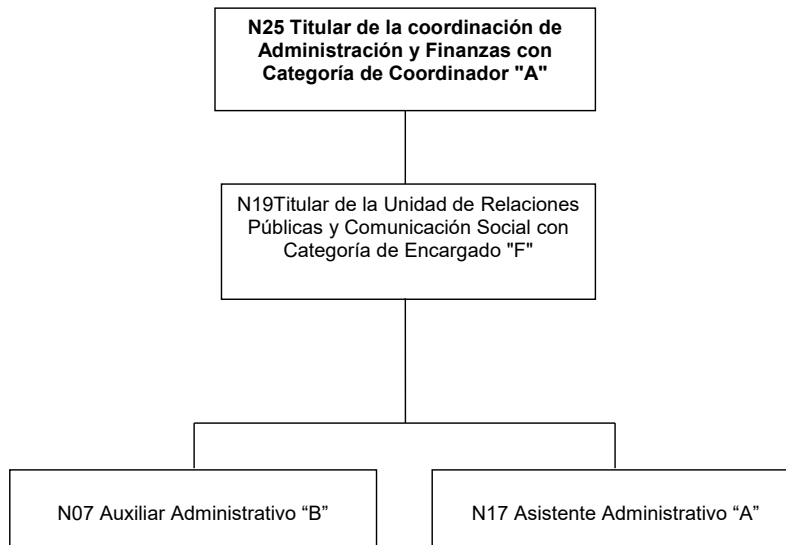 N25 Titular de la coordinación de
Administración y Finanzas con
Categoría de Coordinador "A"
N19Titular de la Unidad de Relaciones
Públicas y Comunicación Social con
Categoría de Encargado "F"
N07 Auxiliar Administrativo “B”
N17 Asistente Administrativo “A”